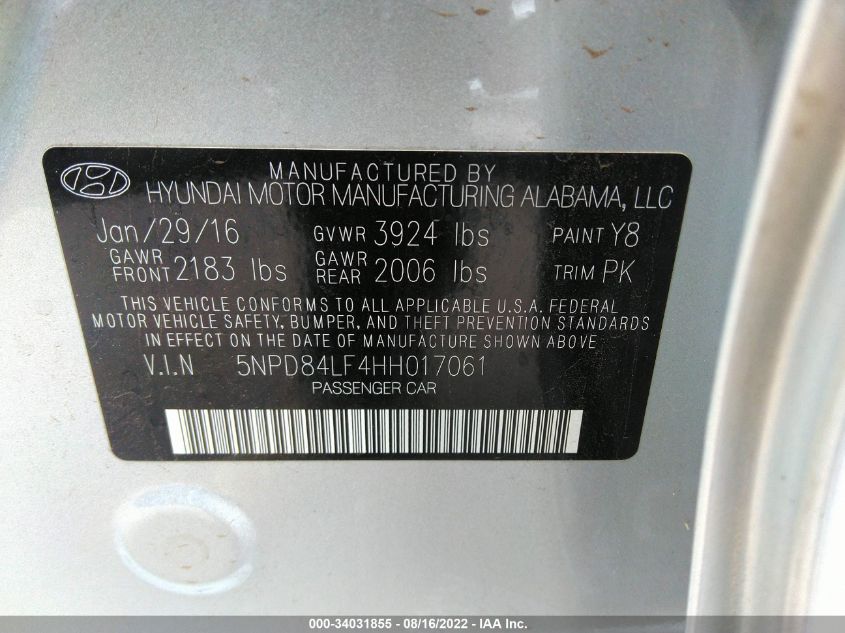 MANUFACTURED BY
HYUNDAI MOTOR MANUFACTURING ALABAMA, LLC
Jan/29/16 GVWR 3924 lbs PAINT Y8
GAWR FRONT 2183 lbs GAWR REAR 2006 lbs TRIM PK
THIS VEHICLE CONFORMS TO ALL APPLICABLE U.S.A. FEDERAL
MOTOR VEHICLE SAFETY, BUMPER, AND THEFT PREVENTION STANDARDS
IN EFFECT ON THE DATE OF MANUFACTURE SHOWN ABOVE
V.I.N 5NPD84LF4HH017061
PASSENGER CAR
000-34031855 - 08/16/2022 - IAA Inc.